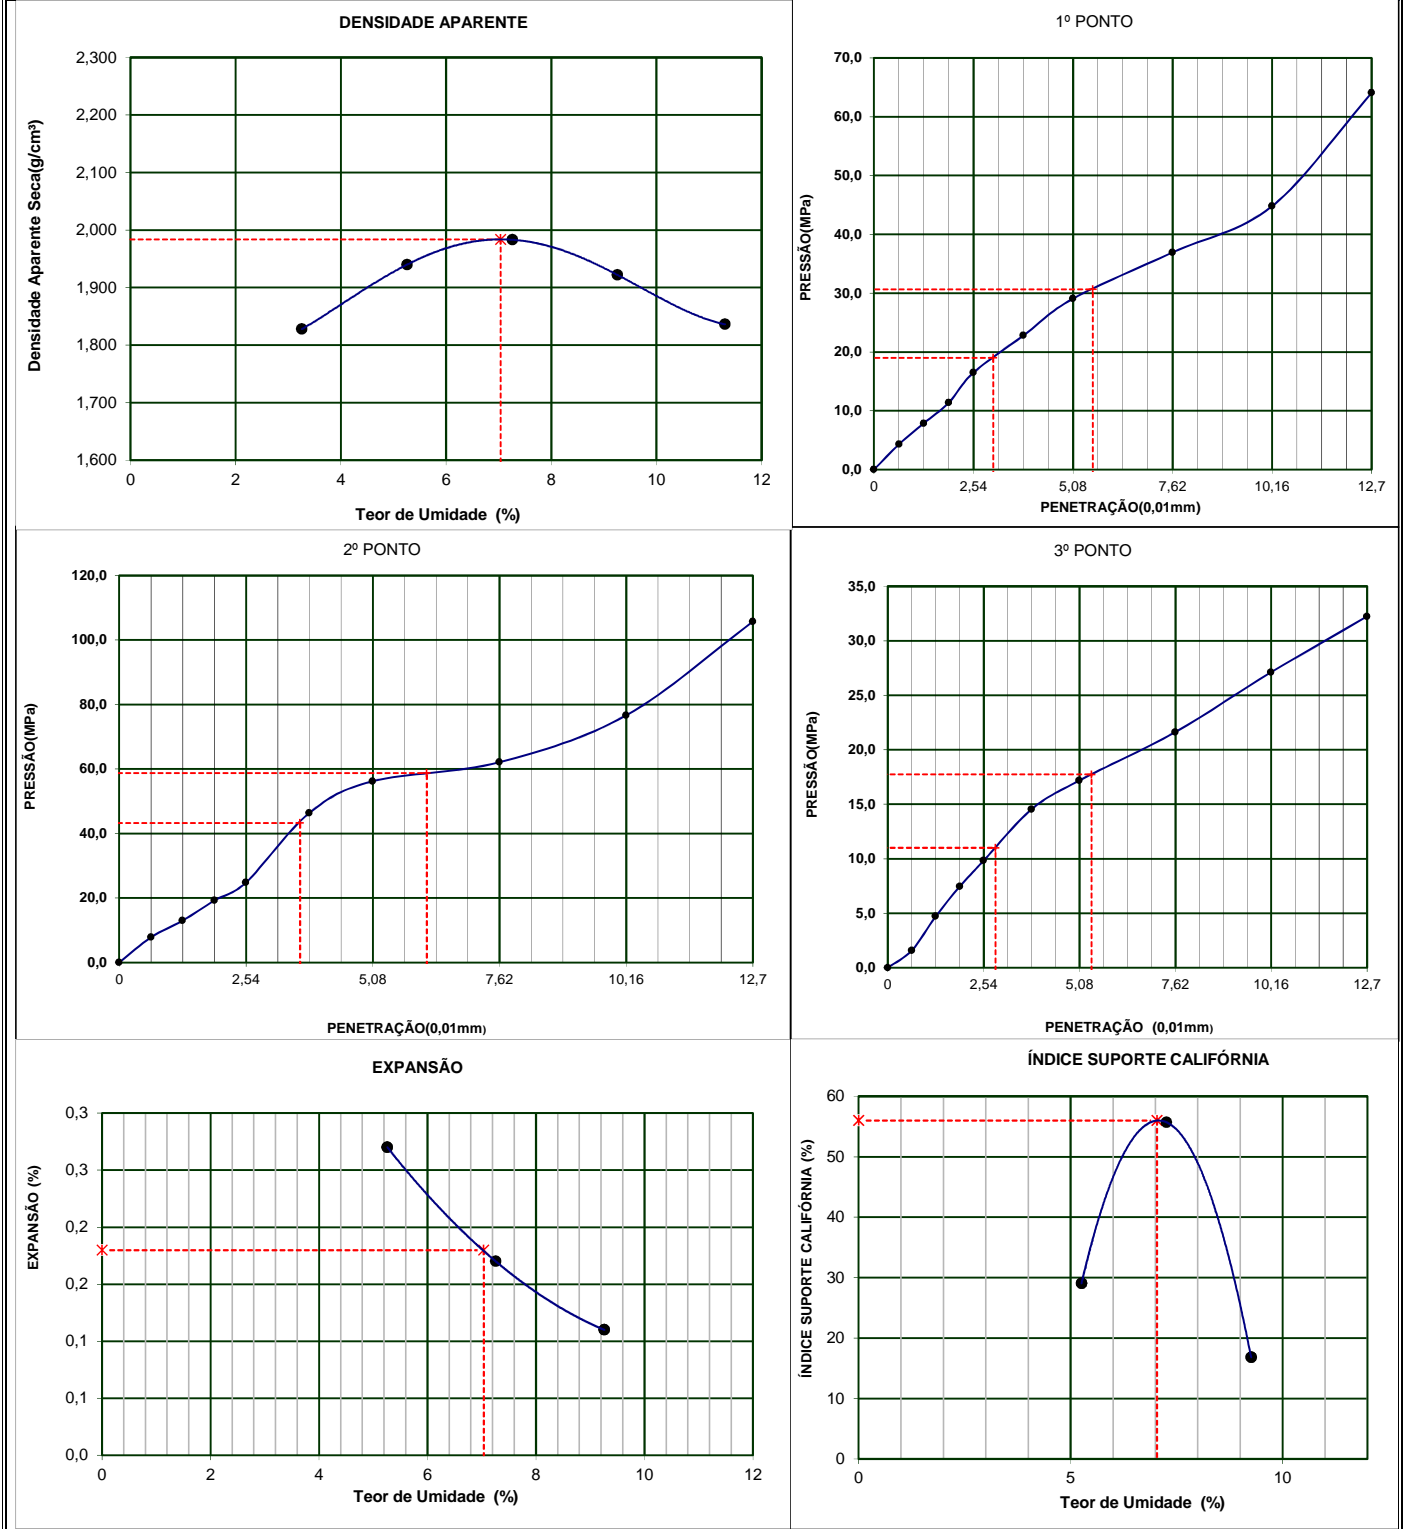 DENSIDADE APARENTE
2,300
2,200
2,100
2,000
1,900
1,800
1,700
1,600
0 2 4 6 8 10 12
Densidade Aparente Seca(g/cm³)
Teor de Umidade (%)
1º PONTO
70,0
60,0
50,0
40,0
30,0
20,0
10,0
0,0
0 2,54 5,08 7,62 10,16 12,7
PRESSÃO(MPa)
PENETRAÇÃO(0,01mm)
2º PONTO
120,0
100,0
80,0
60,0
40,0
20,0
0,0
0 2,54 5,08 7,62 10,16 12,7
PRESSÃO(MPa)
PENETRAÇÃO(0,01mm)
3º PONTO
35,0
30,0
25,0
20,0
15,0
10,0
5,0
0,0
0 2,54 5,08 7,62 10,16 12,7
PRESSÃO(MPa)
PENETRAÇÃO (0,01mm)
EXPANSÃO
0,3
0,3
0,2
0,2
0,1
0,1
0,0
0 2 4 6 8 10 12
EXPANSÃO (%)
Teor de Umidade (%)
ÍNDICE SUPORTE CALIFÓRNIA
60
50
40
30
20
10
0
0 5 10
ÍNDICE SUPORTE CALIFÓRNIA (%)
Teor de Umidade (%)